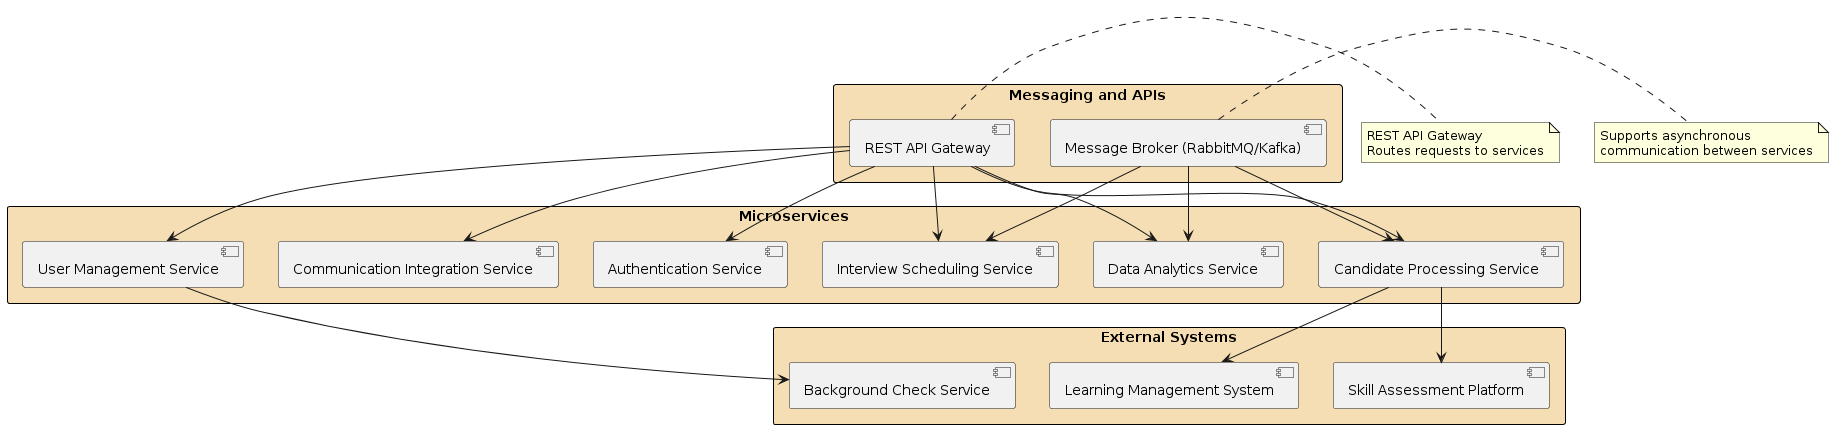 Messaging and APIs
REST API Gateway
Message Broker (RabbitMQ/Kafka)
REST API Gateway
Routes requests to services
Supports asynchronous
communication between services
Microservices
User Management Service
Communication Integration Service
Authentication Service
Interview Scheduling Service
Data Analytics Service
Candidate Processing Service
External Systems
Background Check Service
Learning Management System
Skill Assessment Platform